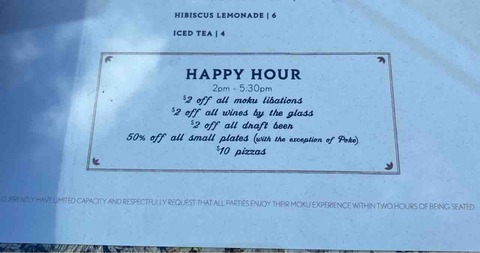 HIBISCUS LEMONADE | 6
ICED TEA | 4
HAPPY HOUR
2pm - 5:30pm
$2 off all moku libations
$2 off all wines by the glass
$2 off all draft beer
50% off all small plates (with the exception of Poke)
$10 pizzas
CURRENTLY HAVE LIMITED CAPACITY AND RESPECTFULLY REQUEST THAT ALL PARTIES ENJOY THEIR MOKU EXPERIENCE WITHIN TWO HOURS OF BEING SEATED